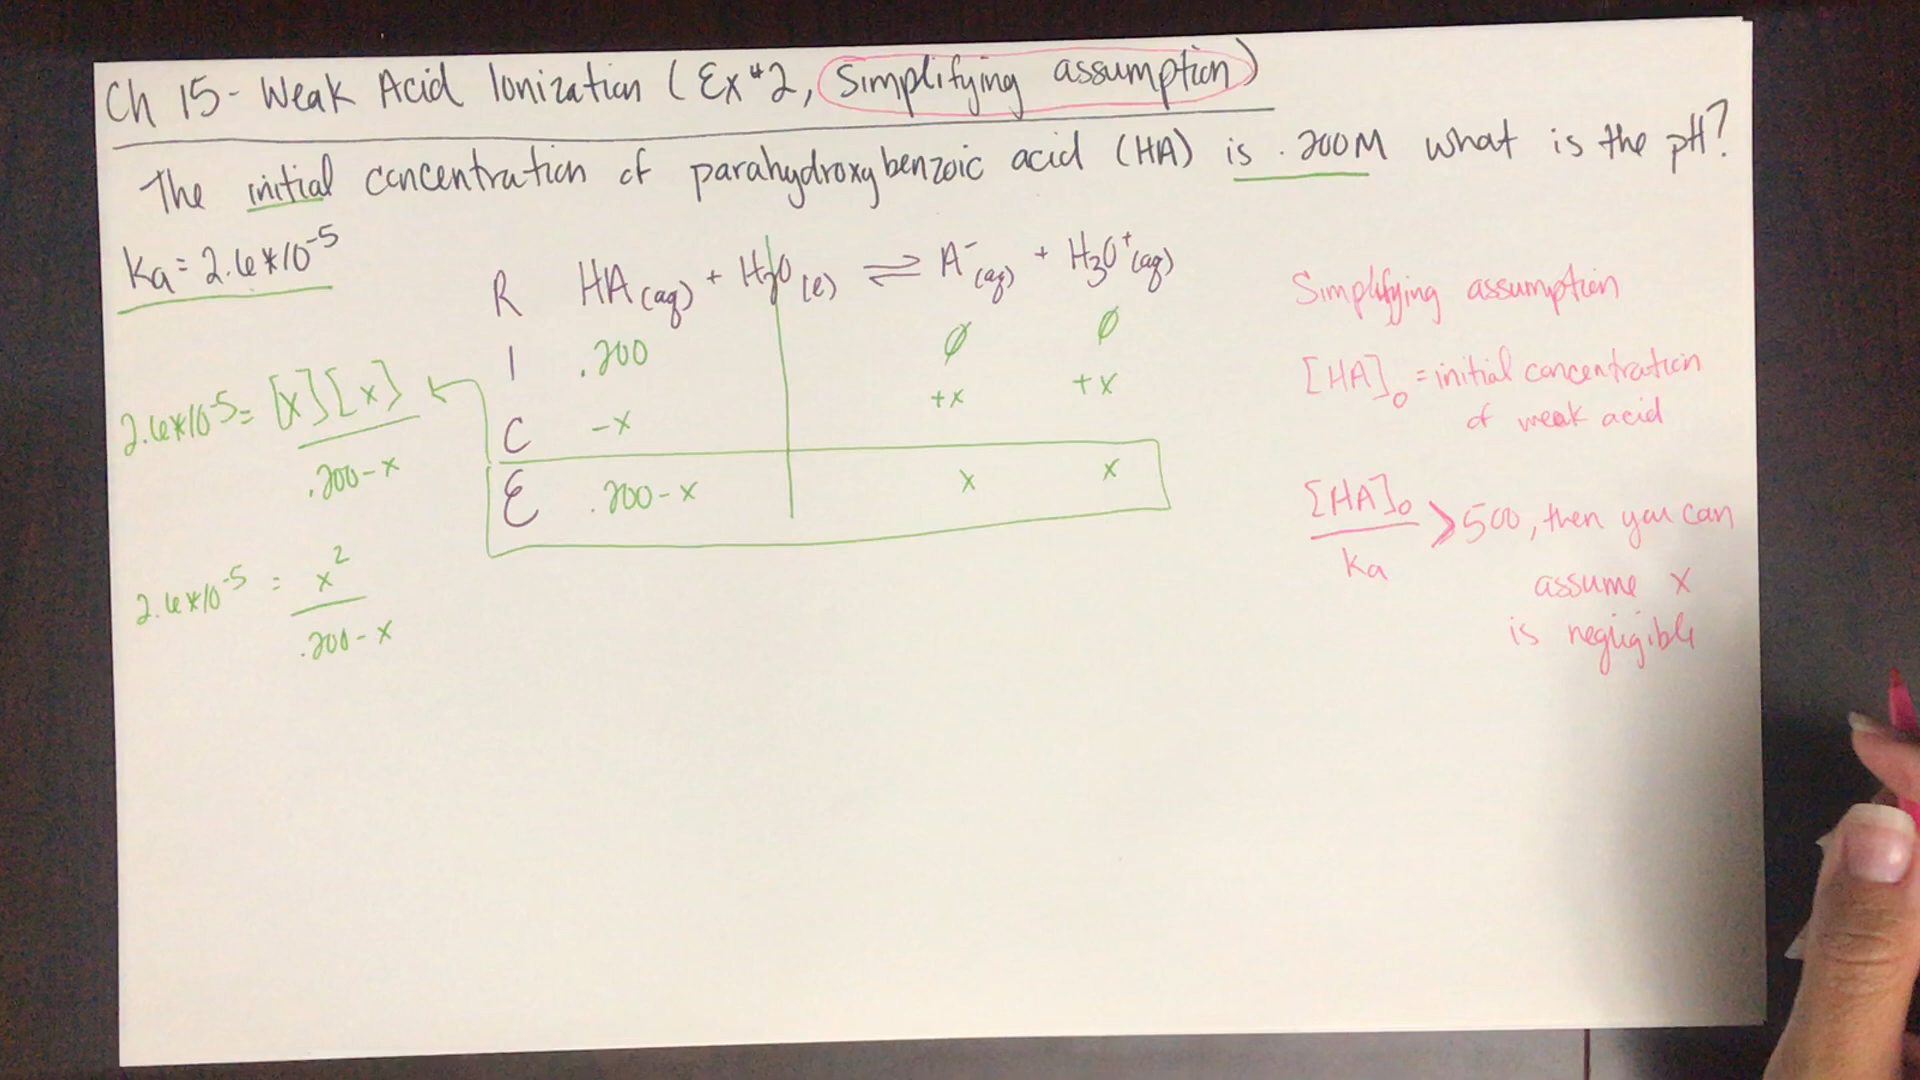 Ch 15 - Weak Acid Ionization (Ex #2, Simplifying assumption)
The initial concentration of parahydroxybenzoic acid (HA) is .200M what is the pH?
Ka = 2.6*10⁻⁵
R HA(aq) + H₂O(l) ⇌ A⁻(aq) + H₃O⁺(aq)
I .200 ∅ ∅
C -x +x +x
E .200-x x x
2.6*10⁻⁵ = [x][x]
.200-x
2.6*10⁻⁵ = x²
.200-x
Simplifying assumption
[HA]₀ = initial concentration
of weak acid
[HA]₀ > 500, then you can
Ka
assume x
is negligible